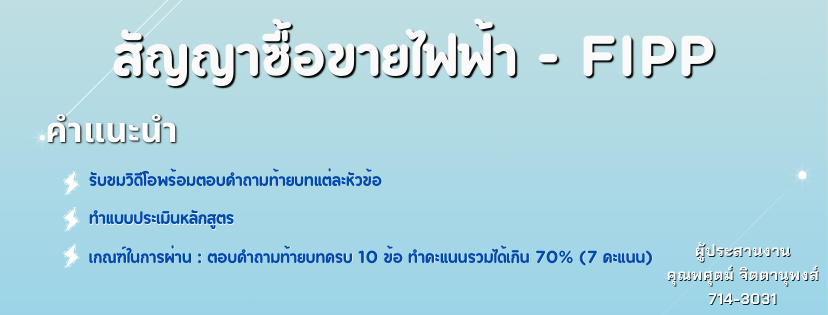 สัญญาซื้อขายไฟฟ้า - FIPP
คำแนะนำ
รับชมวิดีโอพร้อมตอบคำถามท้ายบทแต่ละหัวข้อ
ทำแบบประเมินหลักสูตร
เกณฑ์ในการผ่าน : ตอบคำถามท้ายบทครบ 10 ข้อ ทำคะแนนรวมได้เกิน 70% (7 คะแนน)
ผู้ประสานงาน
คุณพศุตม์ จิตตานุพงส์
714-3031